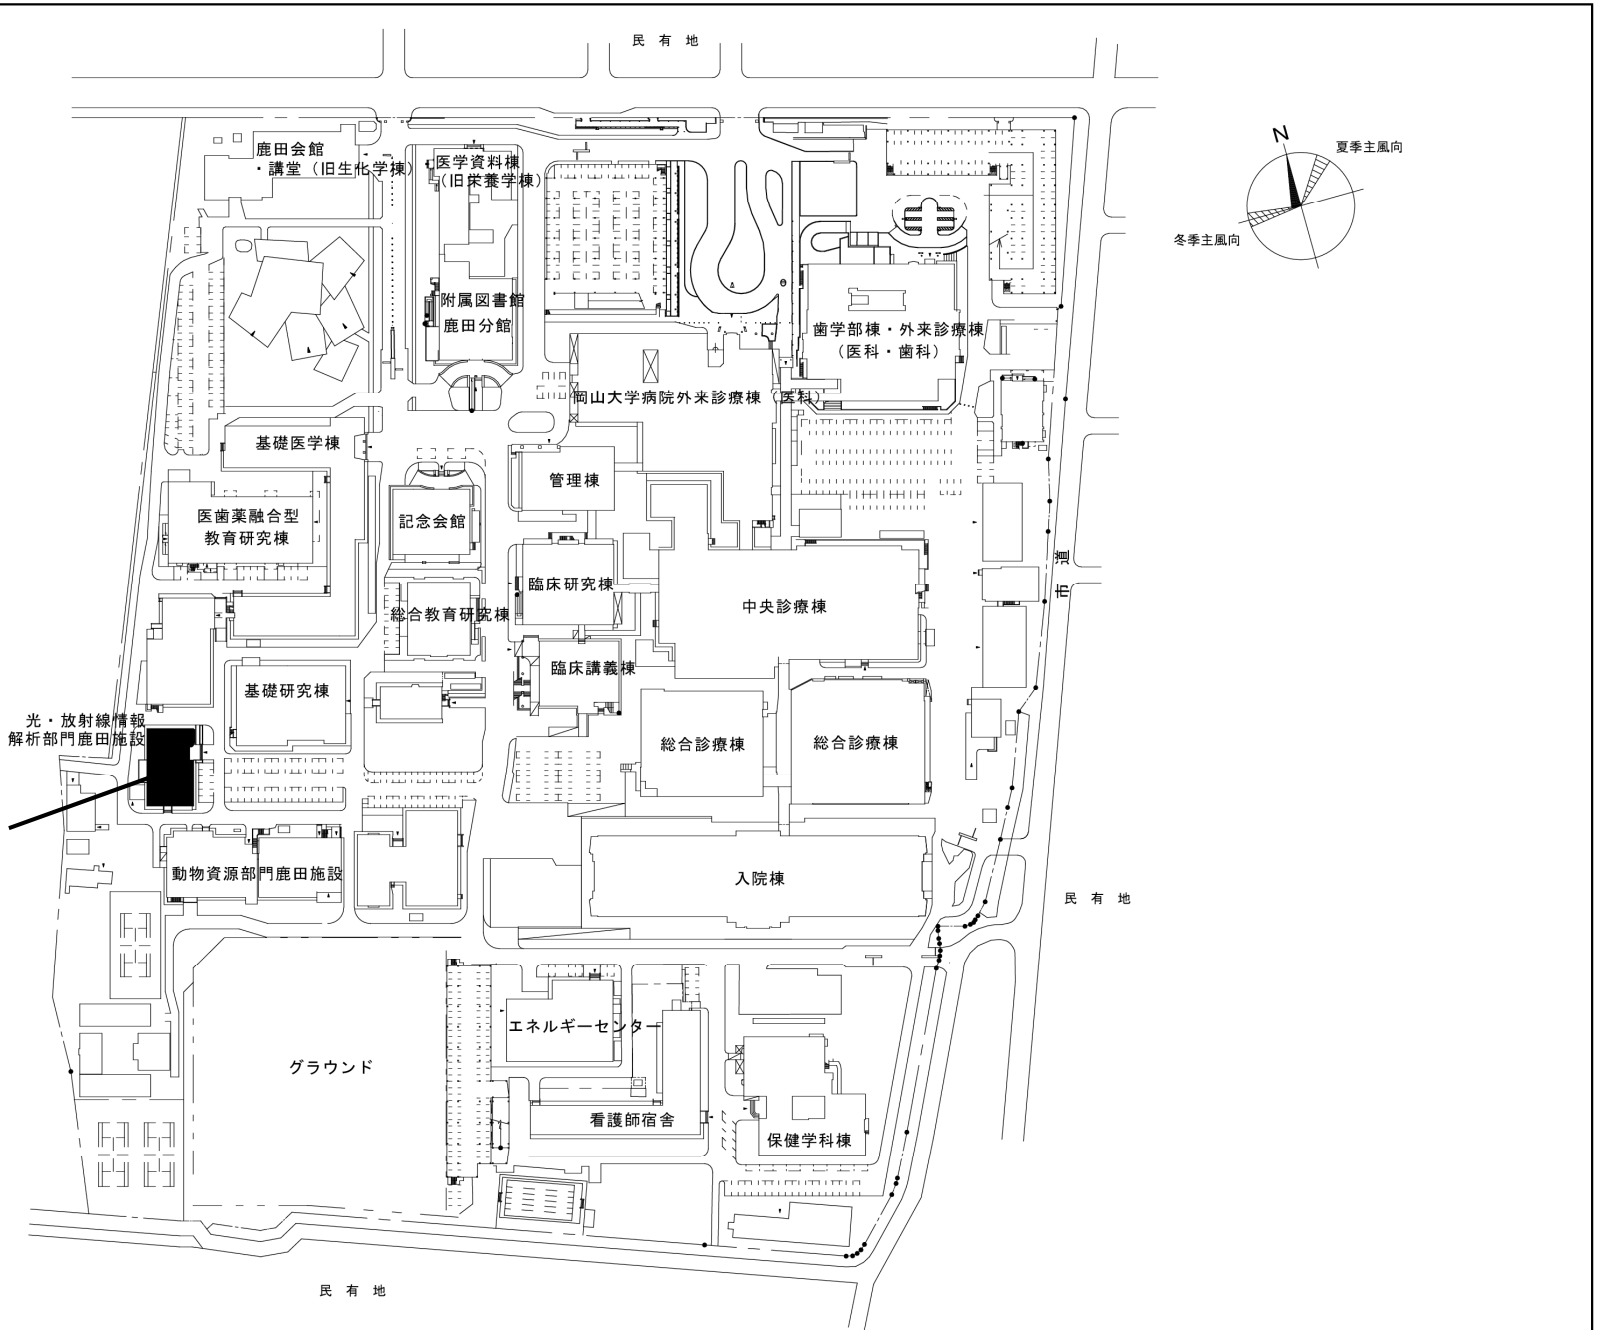 民 有 地
鹿田会館
・講堂（旧生化学棟）
医学資料棟
（旧栄養学棟）
N
夏季主風向
冬季主風向
附属図書館
鹿田分館
歯学部棟・外来診療棟
（医科・歯科）
岡山大学病院外来診療棟（医科）
基礎医学棟
管理棟
医歯薬融合型
教育研究棟
記念会館
市 道
臨床研究棟
総合教育研究棟
中央診療棟
臨床講義棟
基礎研究棟
光・放射線情報
解析部門鹿田施設
総合診療棟
総合診療棟
動物資源部門鹿田施設
入院棟
民 有 地
エネルギーセンター
グラウンド
看護師宿舎
保健学科棟
民 有 地